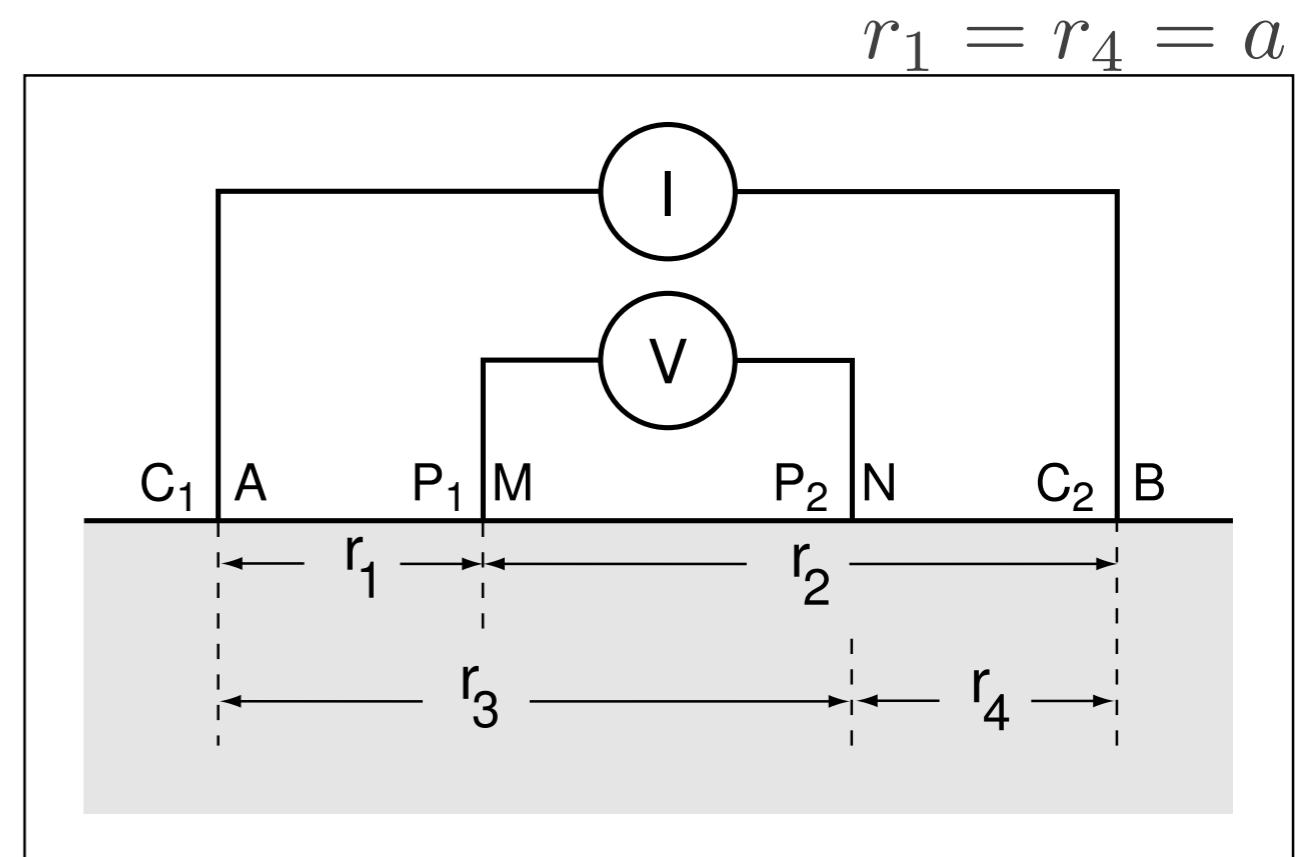 r₁ = r₄ = a
I
V
C₁ A P₁ M P₂ N C₂ B
r₁ r₂
r₃ r₄